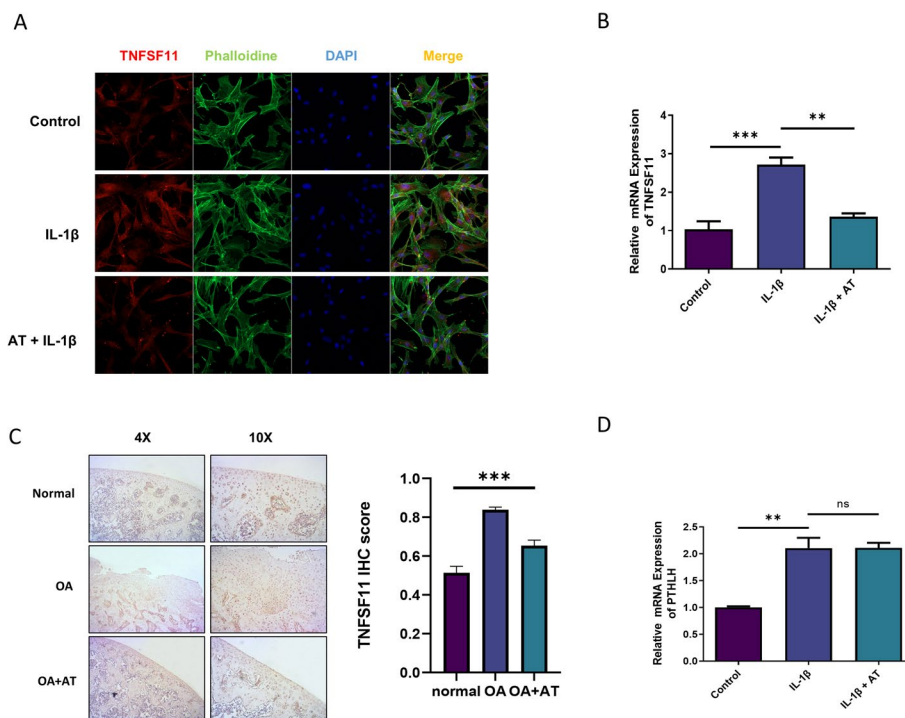 A
TNFSF11 Phalloidine DAPI Merge
Control
IL-1β
AT + IL-1β
B
Relative mRNA Expression
of TNFSF11
4
3
2
1
0
***
**
Control
IL-1β
IL-1β + AT
C
4X 10X
Normal
OA
OA+AT
TNFSF11 IHC score
1.0
0.8
0.6
0.4
0.2
0.0
***
normal OA OA+AT
D
Relative mRNA Expression
of PTHLH
2.5
2.0
1.5
1.0
0.5
0.0
**
ns
Control
IL-1β
IL-1β + AT